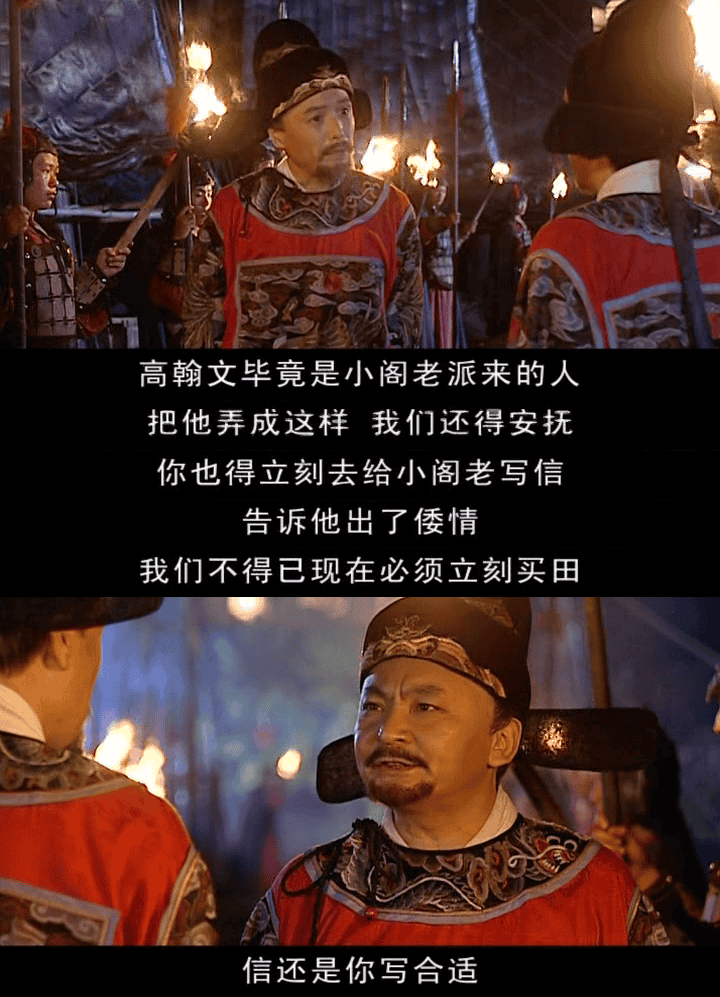 高翰文毕竟是小阁老派来的人
把他弄成这样 我们还得安抚
你也得立刻去给小阁老写信
告诉他出了倭情
我们不得已现在必须立刻买田
信还是你写合适